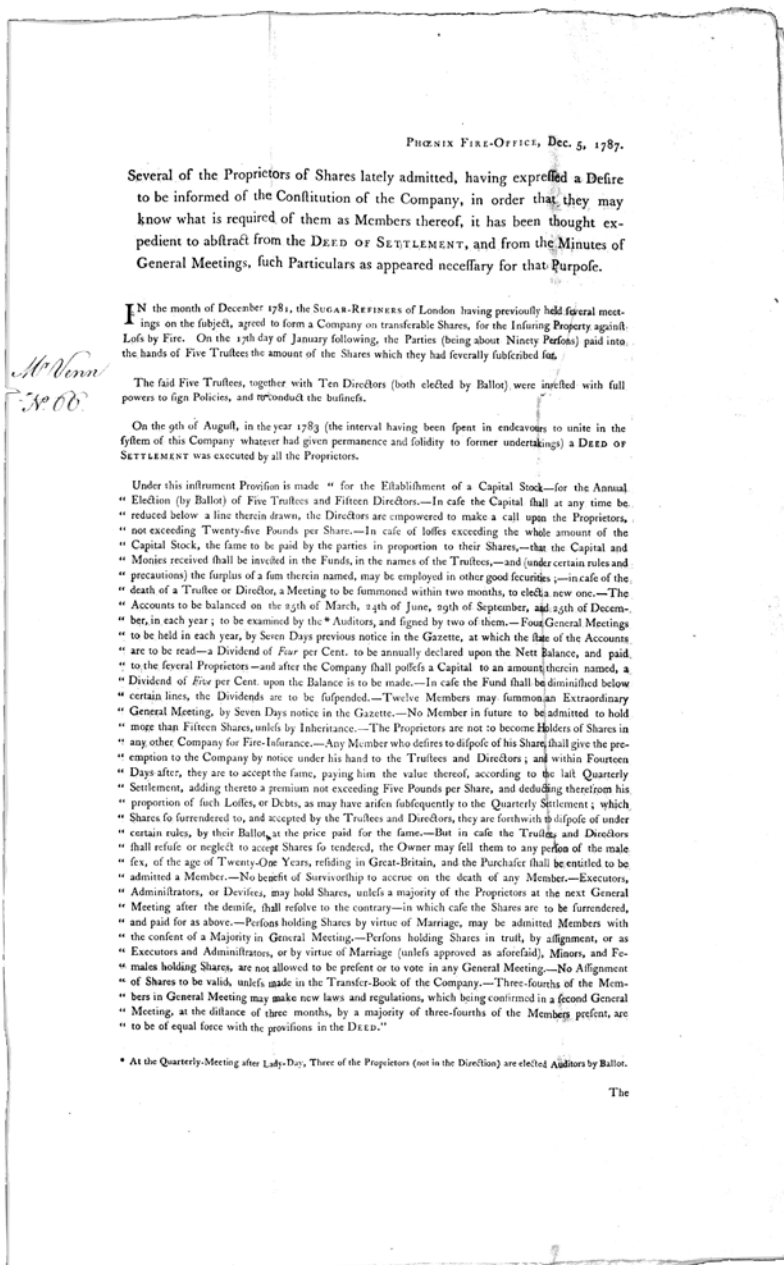 PHŒNIX FIRE-OFFICE, Dec. 5, 1787.
Several of the Proprietors of Shares lately admitted, having expreſſed a Deſire
to be informed of the Conſtitution of the Company, in order that they may
know what is required of them as Members thereof, it has been thought ex-
pedient to abſtract from the DEED OF SETTLEMENT, and from the Minutes of
General Meetings, ſuch Particulars as appeared neceſſary for that Purpoſe.
IN the month of December 1781, the SUGAR-REFINERS of London having previouſly held ſeveral meet-
ings on the ſubject, agreed to form a Company on transferable Shares, for the Inſuring Property againſt
Loſs by Fire. On the 17th day of January following, the Parties (being about Ninety Perſons) paid into
the hands of Five Truſtees the amount of the Shares which they had ſeverally ſubſcribed for.
Mr Venn
No. 66
The ſaid Five Truſtees, together with Ten Directors (both elected by Ballot) were inveſted with full
powers to ſign Policies, and to conduct the buſineſs.
On the 9th of Auguſt, in the year 1783 (the interval having been ſpent in endeavours to unite in the
ſyſtem of this Company whatever had given permanence and ſolidity to former undertakings) a DEED OF
SETTLEMENT was executed by all the Proprietors.
Under this inſtrument Proviſion is made “ for the Eſtabliſhment of a Capital Stock—for the Annual
“ Election (by Ballot) of Five Truſtees and Fifteen Directors.—In caſe the Capital ſhall at any time be
“ reduced below a line therein drawn, the Directors are empowered to make a call upon the Proprietors,
“ not exceeding Twenty-five Pounds per Share.—In caſe of loſſes exceeding the whole amount of the
“ Capital Stock, the ſame to be paid by the parties in proportion to their Shares,—that the Capital and
“ Monies received ſhall be inveſted in the Funds, in the names of the Truſtees,—and (under certain rules and
“ precautions) the ſurplus of a ſum therein named, may be employed in other good ſecurities ;—in caſe of the
“ death of a Truſtee or Director, a Meeting to be ſummoned within two months, to elect a new one.—The
“ Accounts to be balanced on the 25th of March, 24th of June, 29th of September, and 25th of Decem-
“ ber, in each year ; to be examined by the * Auditors, and ſigned by two of them.—Four General Meetings
“ to be held in each year, by Seven Days previous notice in the Gazette, at which the ſtate of the Accounts
“ are to be read—a Dividend of Four per Cent. to be annually declared upon the Nett Balance, and paid
“ to the ſeveral Proprietors—and after the Company ſhall poſſeſs a Capital to an amount therein named, a
“ Dividend of Five per Cent. upon the Balance is to be made.—In caſe the Fund ſhall be diminiſhed below
“ certain lines, the Dividends are to be ſuſpended.—Twelve Members may ſummon an Extraordinary
“ General Meeting, by Seven Days notice in the Gazette.—No Member in future to be admitted to hold
“ more than Fifteen Shares, unleſs by Inheritance.—The Proprietors are not to become Holders of Shares in
“ any other Company for Fire-Inſurance.—Any Member who deſires to diſpoſe of his Share, ſhall give the pre-
“ emption to the Company by notice under his hand to the Truſtees and Directors ; and within Fourteen
“ Days after, they are to accept the ſame, paying him the value thereof, according to the laſt Quarterly
“ Settlement, adding thereto a premium not exceeding Five Pounds per Share, and deducting therefrom his
“ proportion of ſuch Loſſes, or Debts, as may have ariſen ſubſequently to the Quarterly Settlement ; which
“ Shares ſo ſurrendered to, and accepted by the Truſtees and Directors, they are forthwith to diſpoſe of under
“ certain rules, by their Ballot, at the price paid for the ſame.—But in caſe the Truſtees and Directors
“ ſhall refuſe or neglect to accept Shares ſo tendered, the Owner may ſell them to any perſon of the male
“ ſex, of the age of Twenty-One Years, reſiding in Great-Britain, and the Purchaſer ſhall be entitled to be
“ admitted a Member.—No benefit of Survivorſhip to accrue on the death of any Member.—Executors,
“ Adminiſtrators, or Deviſees, may hold Shares, unleſs a majority of the Proprietors at the next General
“ Meeting after the demiſe, ſhall reſolve to the contrary—in which caſe the Shares are to be ſurrendered,
“ and paid for as above.—Perſons holding Shares by virtue of Marriage, may be admitted Members with
“ the conſent of a Majority in General Meeting.—Perſons holding Shares in truſt, by aſſignment, or as
“ Executors and Adminiſtrators, or by virtue of Marriage (unleſs approved as aforeſaid), Minors, and Fe-
“ males holding Shares, are not allowed to be preſent or to vote in any General Meeting.—No Aſſignment
“ of Shares to be valid, unleſs made in the Transfer-Book of the Company.—Three-fourths of the Mem-
“ bers in General Meeting may make new laws and regulations, which being confirmed in a ſecond General
“ Meeting, at the diſtance of three months, by a majority of three-fourths of the Members preſent, are
“ to be of equal force with the proviſions in the DEED.”
* At the Quarterly-Meeting after Lady-Day, Three of the Proprietors (not in the Direction) are elected Auditors by Ballot.
The